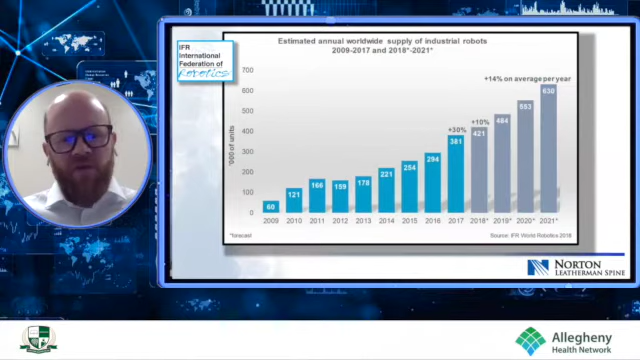 IFR
International
Federation of
Robotics
Estimated annual worldwide supply of industrial robots
2009-2017 and 2018*-2021*
'000 of units
700
600
500
400
300
200
100
0
+30%
+10%
+14% on average per year
60
121
166
159
178
221
254
294
381
421
484
553
630
2009
2010
2011
2012
2013
2014
2015
2016
2017
2018*
2019*
2020*
2021*
*forecast
Source: IFR World Robotics 2018
NORTON
LEATHERMAN SPINE
Allegheny
Health Network